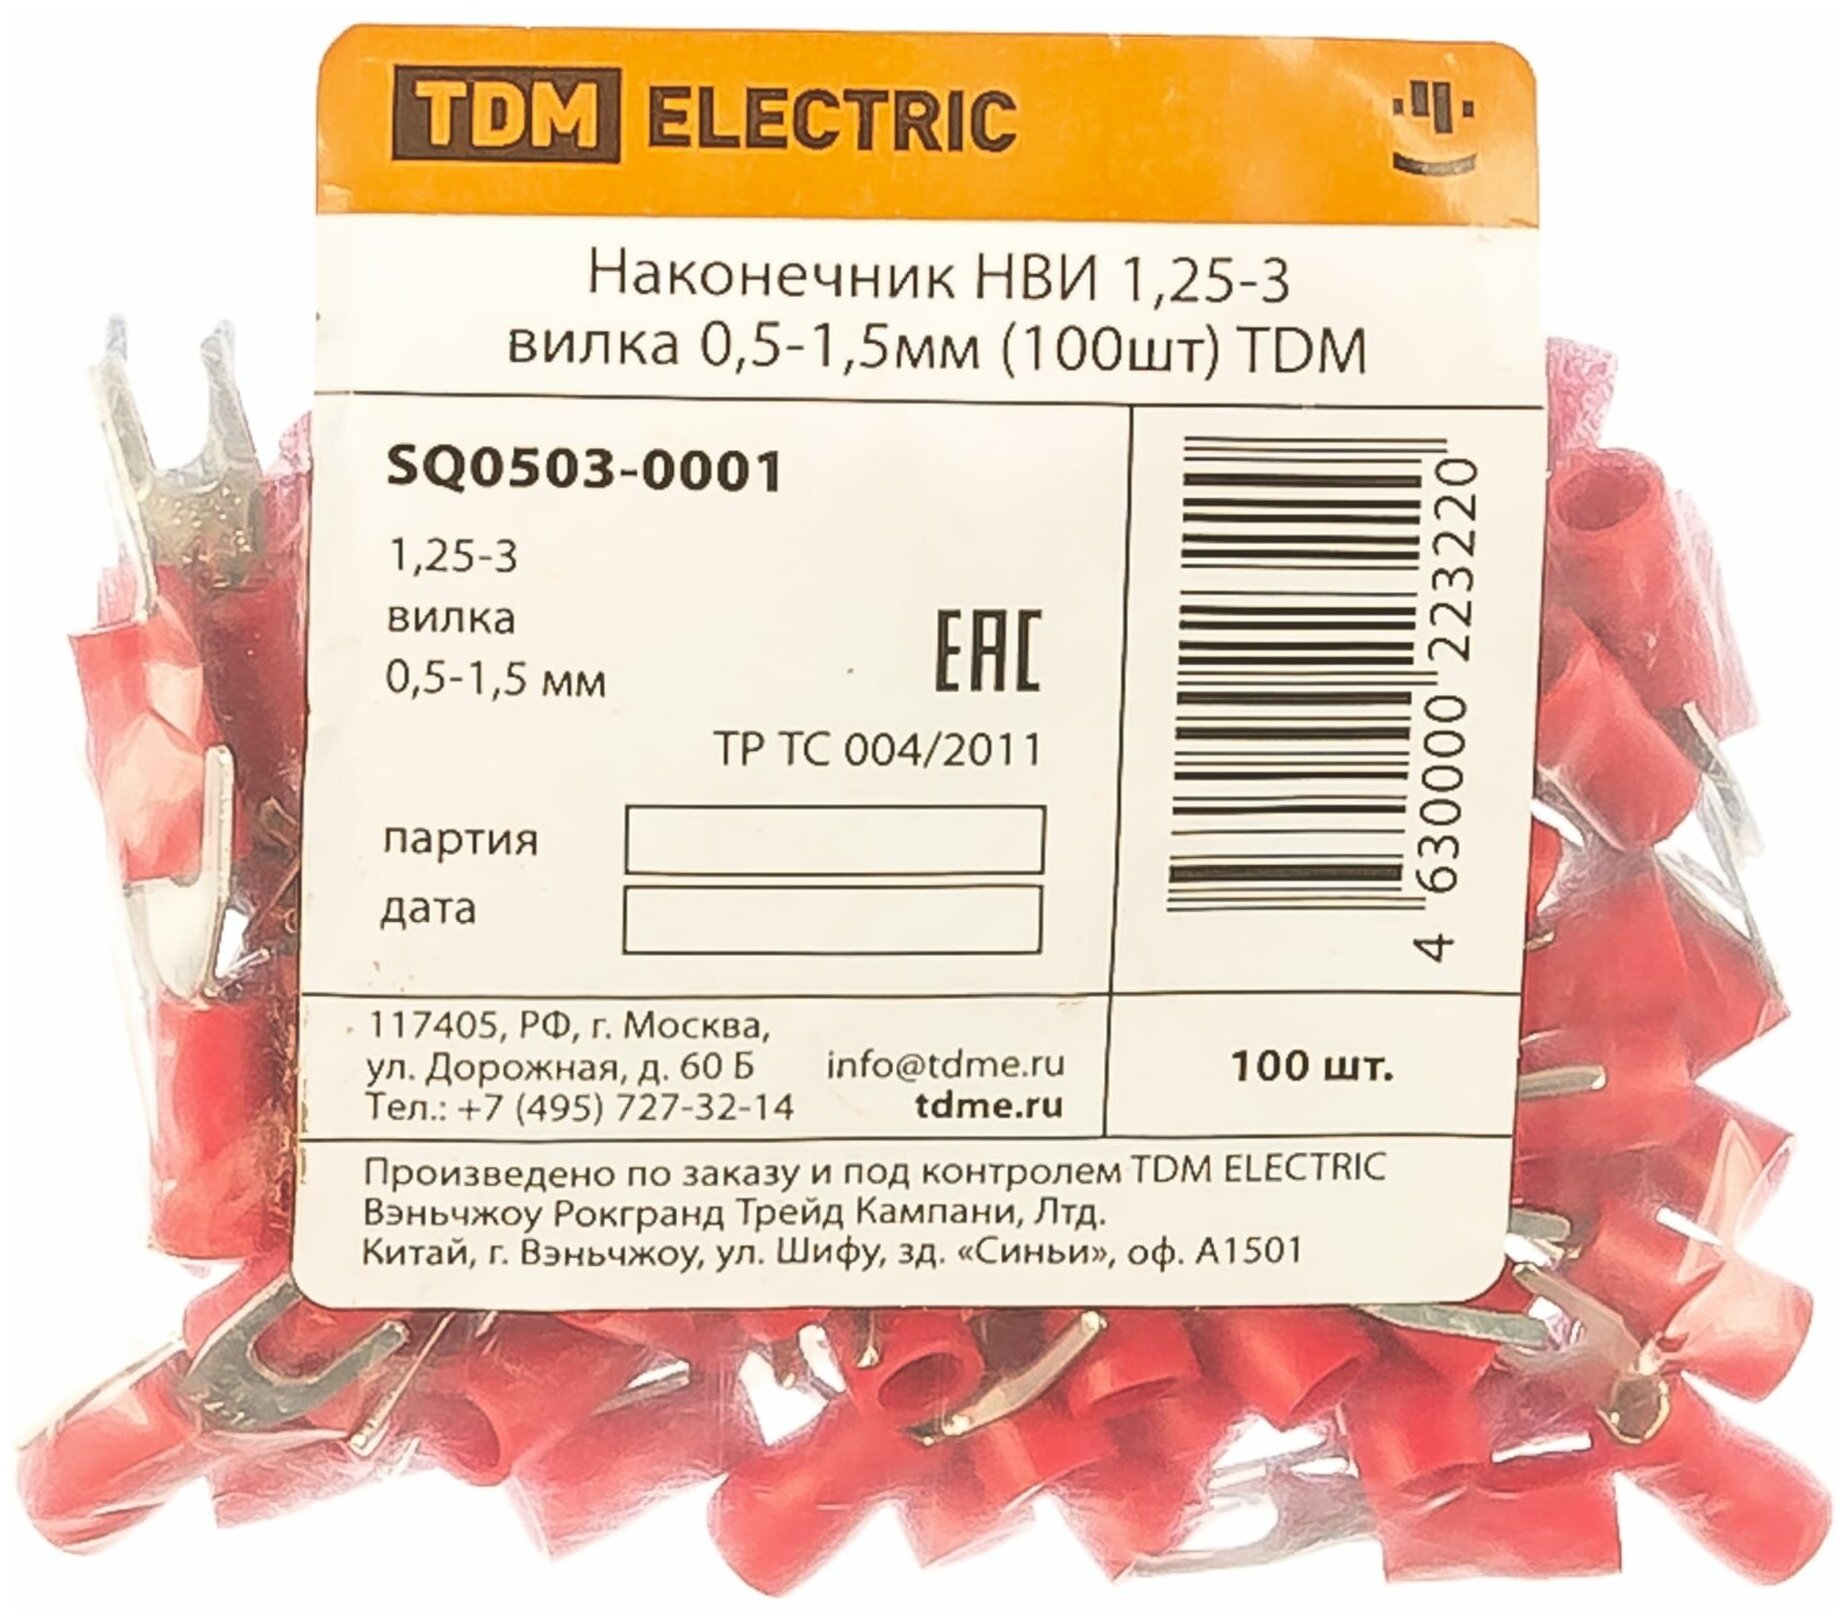 TDM ELECTRIC
Наконечник НВИ 1,25-3
вилка 0,5-1,5мм (100шт) TDM
SQ0503-0001
1,25-3
вилка
0,5-1,5 мм
EAC
ТР ТС 004/2011
партия
дата
4 630000 223220
117405, РФ, г. Москва,
ул. Дорожная, д. 60 Б
Тел.: +7 (495) 727-32-14
info@tdme.ru
tdme.ru
100 шт.
Произведено по заказу и под контролем TDM ELECTRIC
Вэньчжоу Рокгранд Трейд Кампани, Лтд.
Китай, г. Вэньчжоу, ул. Шифу, зд. «Синьи», оф. А1501